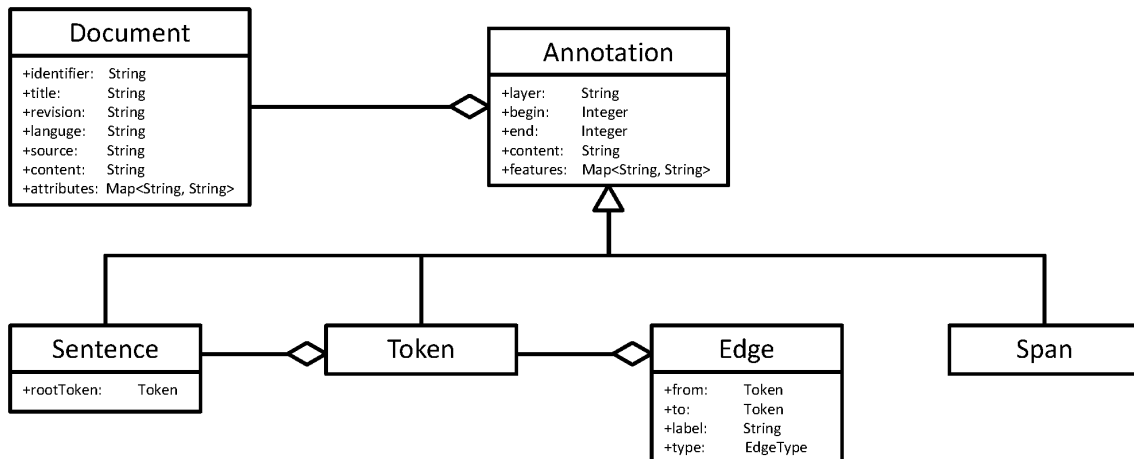 Document
+identifier: String
+title: String
+revision: String
+languge: String
+source: String
+content: String
+attributes: Map<String, String>
Annotation
+layer: String
+begin: Integer
+end: Integer
+content: String
+features: Map<String, String>
Sentence
+rootToken: Token
Token
Edge
+from: Token
+to: Token
+label: String
+type: EdgeType
Span